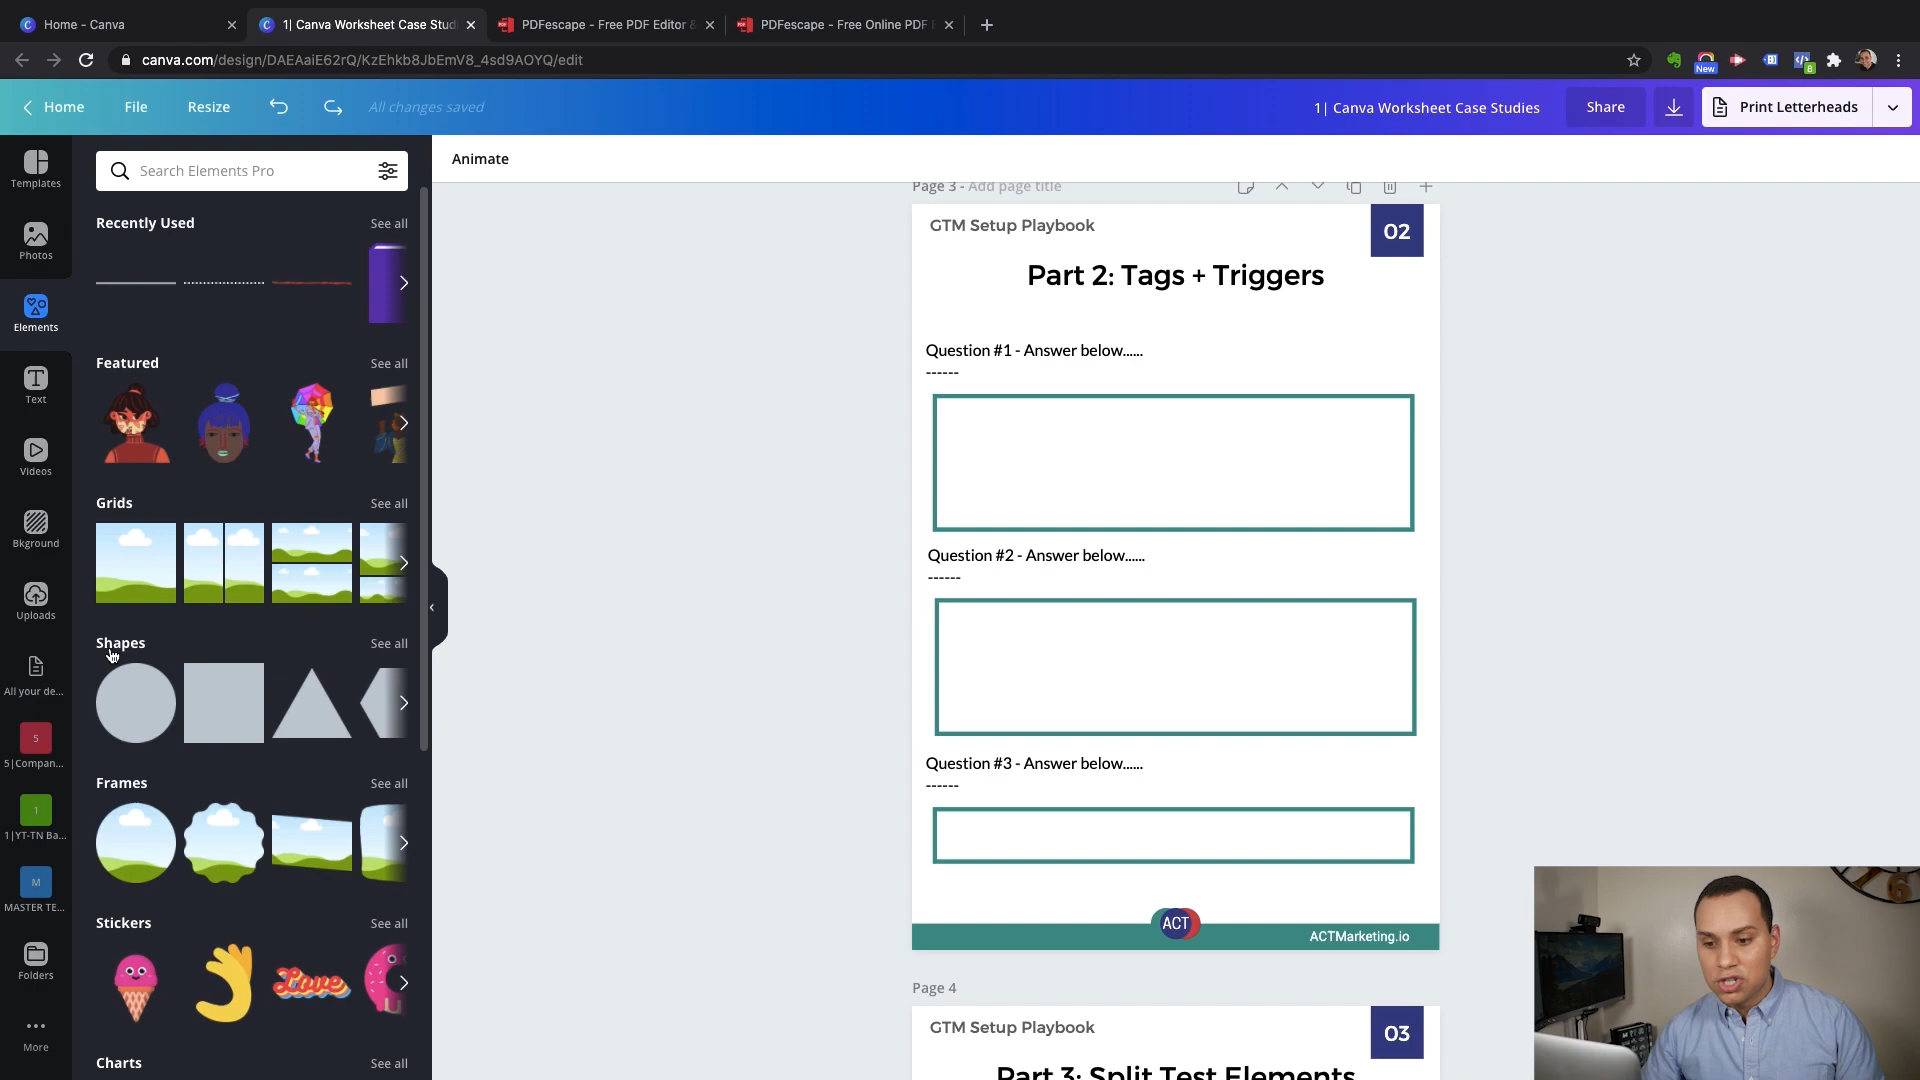 Home - Canva
1| Canva Worksheet Case Stud
PDFescape - Free PDF Editor &
PDFescape - Free Online PDF E
canva.com/design/DAEAaiE62rQ/KzEhkb8JbEmV8_4sd9AOYQ/edit
New
8
Home
File
Resize
All changes saved
1| Canva Worksheet Case Studies
Share
Print Letterheads
Templates
Photos
Elements
Text
Videos
Bkground
Uploads
All your de...
5
5|Compan...
1
1|YT-TN Ba...
M
MASTER TE...
Folders
More
Search Elements Pro
Recently Used
See all
Featured
See all
Grids
See all
Shapes
See all
Frames
See all
Stickers
See all
Love
Charts
See all
Animate
Page 3 - Add page title
GTM Setup Playbook
02
Part 2: Tags + Triggers
Question #1 - Answer below......
------
Question #2 - Answer below......
------
Question #3 - Answer below......
------
ACT
ACTMarketing.io
Page 4
GTM Setup Playbook
03
Part 3: Split Test Elements